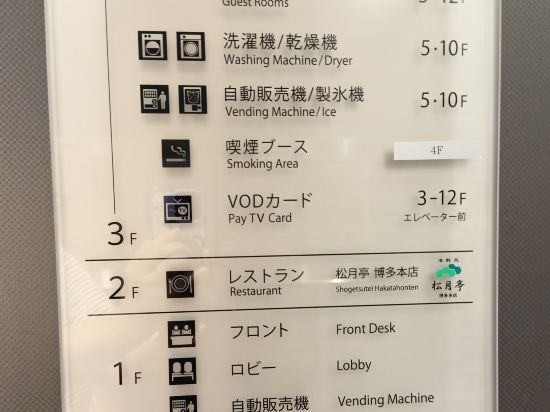 Guest Rooms 3-12F
洗濯機/乾燥機 5・10F
Washing Machine/Dryer
自動販売機/製氷機 5・10F
Vending Machine/Ice
喫煙ブース 4F
Smoking Area
VODカード 3-12F
Pay TV Card エレベーター前
3F
2F レストラン 松月亭 博多本店
Restaurant Shogetsutei Hakatahonten
松月亭
博多本店
フロント Front Desk
1F ロビー Lobby
自動販売機 Vending Machine